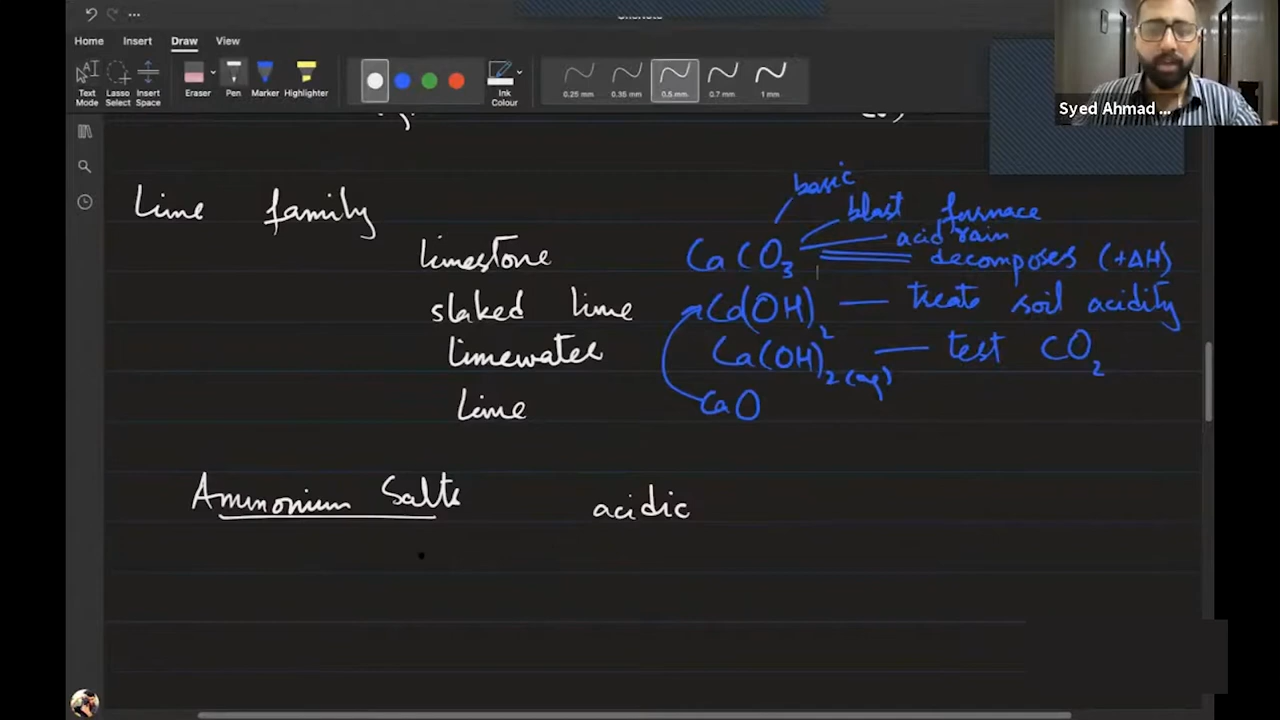 OneNote
Home Insert Draw View
Text Mode Lasso Select Insert Space Eraser Pen Marker Highlighter Ink Colour 0.25 mm 0.35 mm 0.5 mm 0.7 mm 1 mm
Syed Ahmad ...
Lime family
basic
blast furnace
acid rain
limestone CaCO3 decomposes (+ΔH)
slaked lime Ca(OH)2 — treate soil acidity
limewater Ca(OH)2(aq) — test CO2
Lime CaO
Ammonium Salts acidic